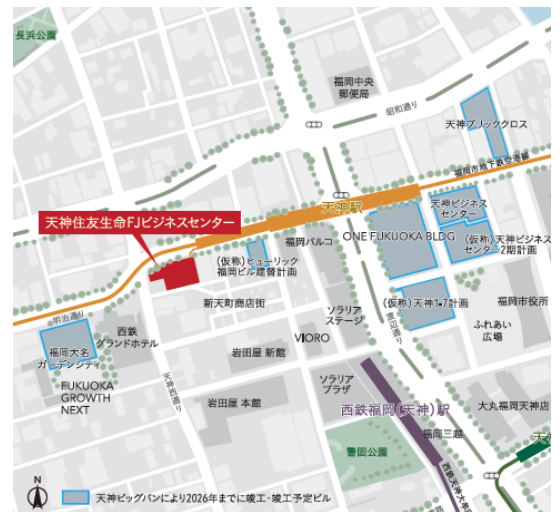 長浜公園
福岡中央
郵便局
昭和通り
天神ブリッククロス
福岡市地下鉄空港線
天神駅
天神ビジネス
センター
天神住友生命FJビジネスセンター
福岡パルコ
ONE FUKUOKA BLDG.
(仮称)天神ビジネス
センター2期計画
(仮称)ヒューリック
福岡ビル建替計画
新天町商店街
ソラリア
ステージ
(仮称)天神1-7計画
福岡市役所
渡辺通り
ふれあい
広場
明治通り
西鉄
グランドホテル
福岡大名
ガーデンシティ
VIORO
岩田屋 新館
天神西通り
FUKUOKA
GROWTH
NEXT
岩田屋 本館
ソラリア
プラザ
西鉄福岡(天神)駅
大丸福岡天神店
福岡三越
警固公園
西鉄天神大牟
N
天神ビッグバンにより2026年までに竣工・竣工予定ビル